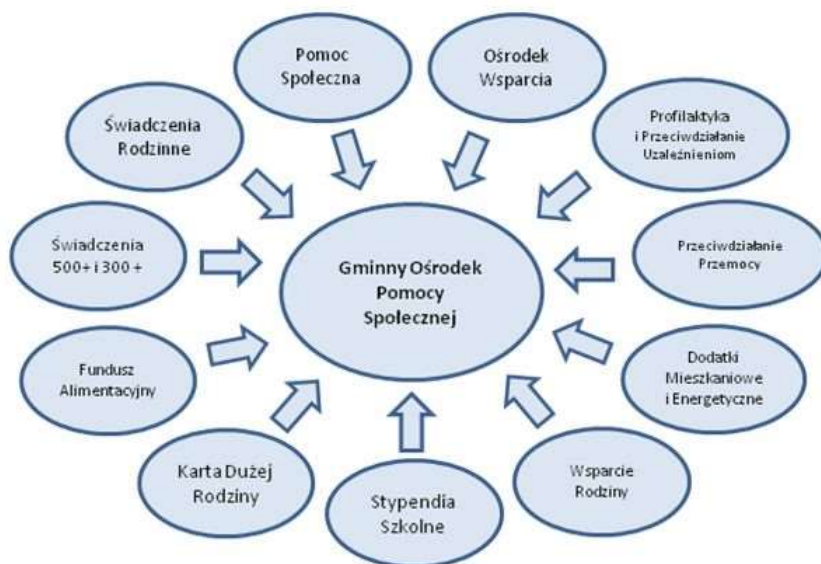 Pomoc
Społeczna
Ośrodek
Wsparcia
Świadczenia
Rodzinne
Profilaktyka
i Przeciwdziałanie
Uzależnieniom
Świadczenia
500+ i 300+
Gminny Ośrodek
Pomocy
Społecznej
Przeciwdziałanie
Przemocy
Fundusz
Alimentacyjny
Dodatki
Mieszkaniowe
i Energetyczne
Karta Dużej
Rodziny
Stypendia
Szkolne
Wsparcie
Rodziny